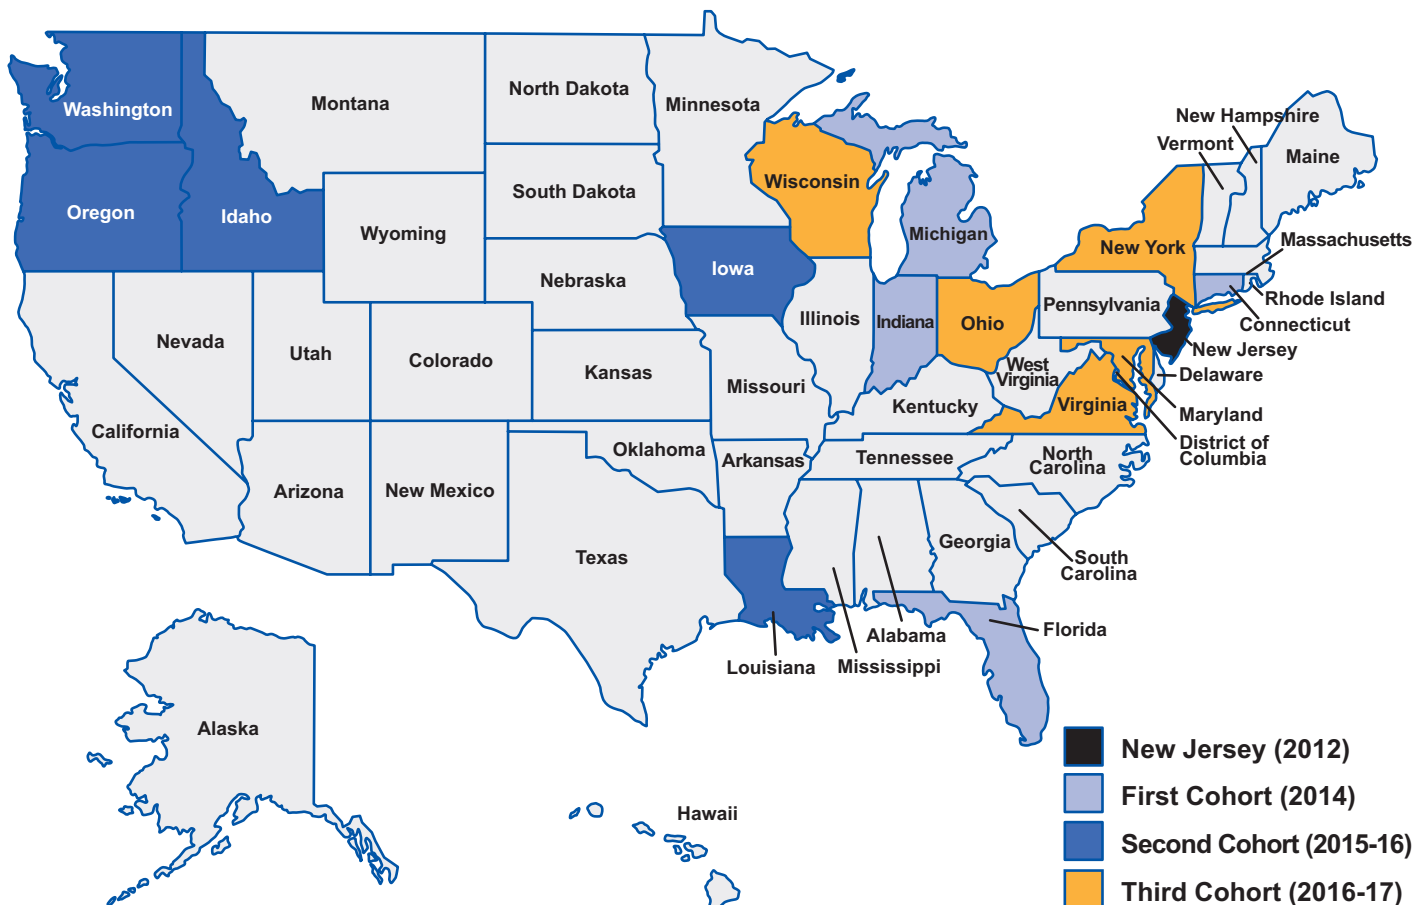 Washington
Montana
North Dakota
Minnesota
New Hampshire
Vermont
Maine
Oregon
Idaho
Wyoming
South Dakota
Wisconsin
Michigan
New York
Massachusetts
Iowa
Nebraska
Nevada
Utah
Colorado
Kansas
Illinois
Indiana
Ohio
Pennsylvania
Rhode Island
Connecticut
New Jersey
Delaware
West
Virginia
Missouri
Kentucky
Virginia
Maryland
District of
Columbia
California
Arizona
New Mexico
Oklahoma
Arkansas
Tennessee
North
Carolina
Texas
Georgia
South
Carolina
Louisiana
Mississippi
Alabama
Florida
Alaska
Hawaii
New Jersey (2012)
First Cohort (2014)
Second Cohort (2015-16)
Third Cohort (2016-17)